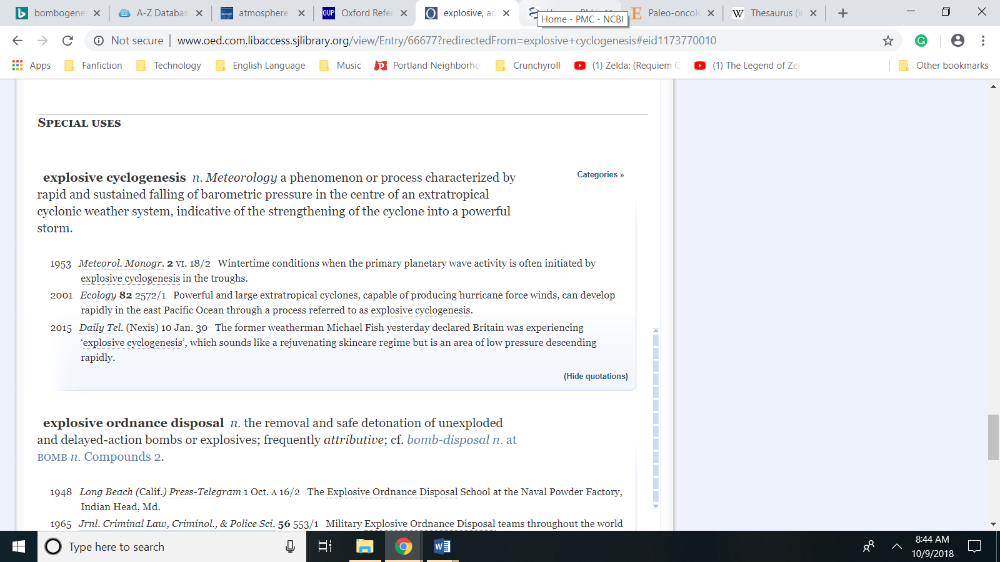 bombogene
A-Z Databas
atmosphere
OUP
Oxford Refer
explosive, ad
Home - PMC
Home - PMC - NCBI
Paleo-oncol
W
Thesaurus (i
Not secure
www.oed.com.libaccess.sjlibrary.org/view/Entry/66677?redirectedFrom=explosive+cyclogenesis#eid1173770010
Apps
Fanfiction
Technology
English Language
Music
Portland Neighborho
Crunchyroll
(1) Zelda: (Requiem C
(1) The Legend of Zel
Other bookmarks
SPECIAL USES
explosive cyclogenesis n. Meteorology a phenomenon or process characterized by
Categories »
rapid and sustained falling of barometric pressure in the centre of an extratropical
cyclonic weather system, indicative of the strengthening of the cyclone into a powerful
storm.
1953 Meteorol. Monogr. 2 VI. 18/2 Wintertime conditions when the primary planetary wave activity is often initiated by
explosive cyclogenesis in the troughs.
2001 Ecology 82 2572/1 Powerful and large extratropical cyclones, capable of producing hurricane force winds, can develop
rapidly in the east Pacific Ocean through a process referred to as explosive cyclogenesis.
2015 Daily Tel. (Nexis) 10 Jan. 30 The former weatherman Michael Fish yesterday declared Britain was experiencing
‘explosive cyclogenesis’, which sounds like a rejuvenating skincare regime but is an area of low pressure descending
rapidly.
(Hide quotations)
explosive ordnance disposal n. the removal and safe detonation of unexploded
and delayed-action bombs or explosives; frequently attributive; cf. bomb-disposal n. at
BOMB n. Compounds 2.
1948 Long Beach (Calif.) Press-Telegram 1 Oct. A 16/2 The Explosive Ordnance Disposal School at the Naval Powder Factory,
Indian Head, Md.
1965 Jrnl. Criminal Law, Criminol., & Police Sci. 56 553/1 Military Explosive Ordnance Disposal teams throughout the world
Type here to search
8:44 AM
10/9/2018